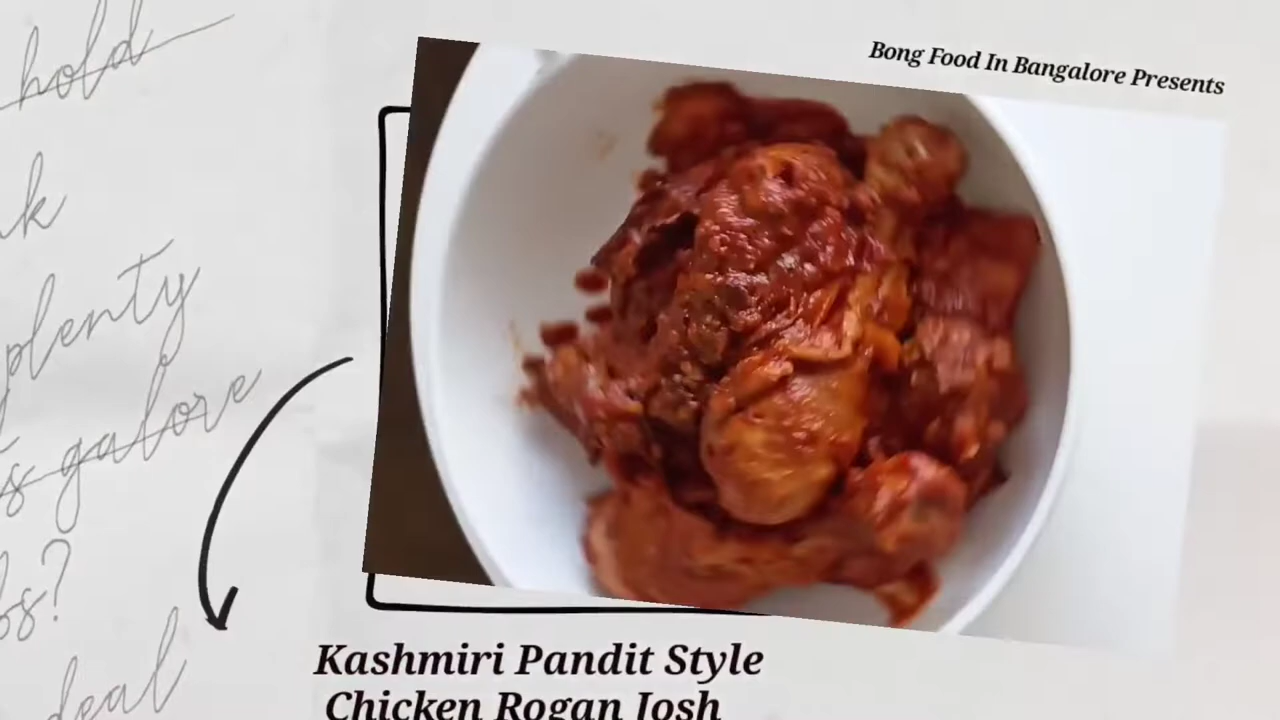 hold
plenty
galore
deal
Bong Food In Bangalore Presents
Kashmiri Pandit Style
Chicken Rogan Josh